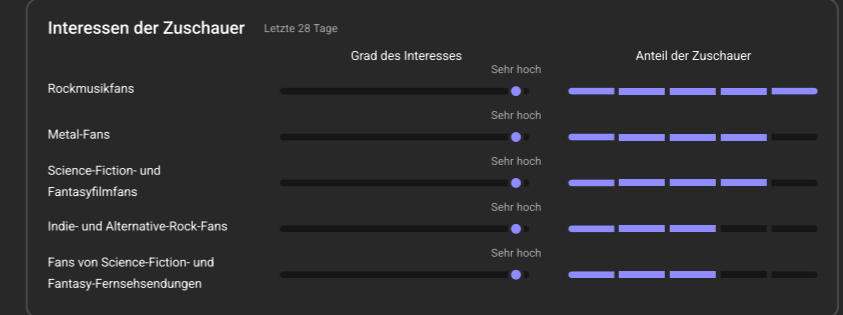 Interessen der Zuschauer Letzte 28 Tage
Grad des Interesses Anteil der Zuschauer
Sehr hoch
Rockmusikfans
Sehr hoch
Metal-Fans
Sehr hoch
Science-Fiction- und
Fantasyfilmfans
Sehr hoch
Indie- und Alternative-Rock-Fans
Sehr hoch
Fans von Science-Fiction- und
Fantasy-Fernsehsendungen